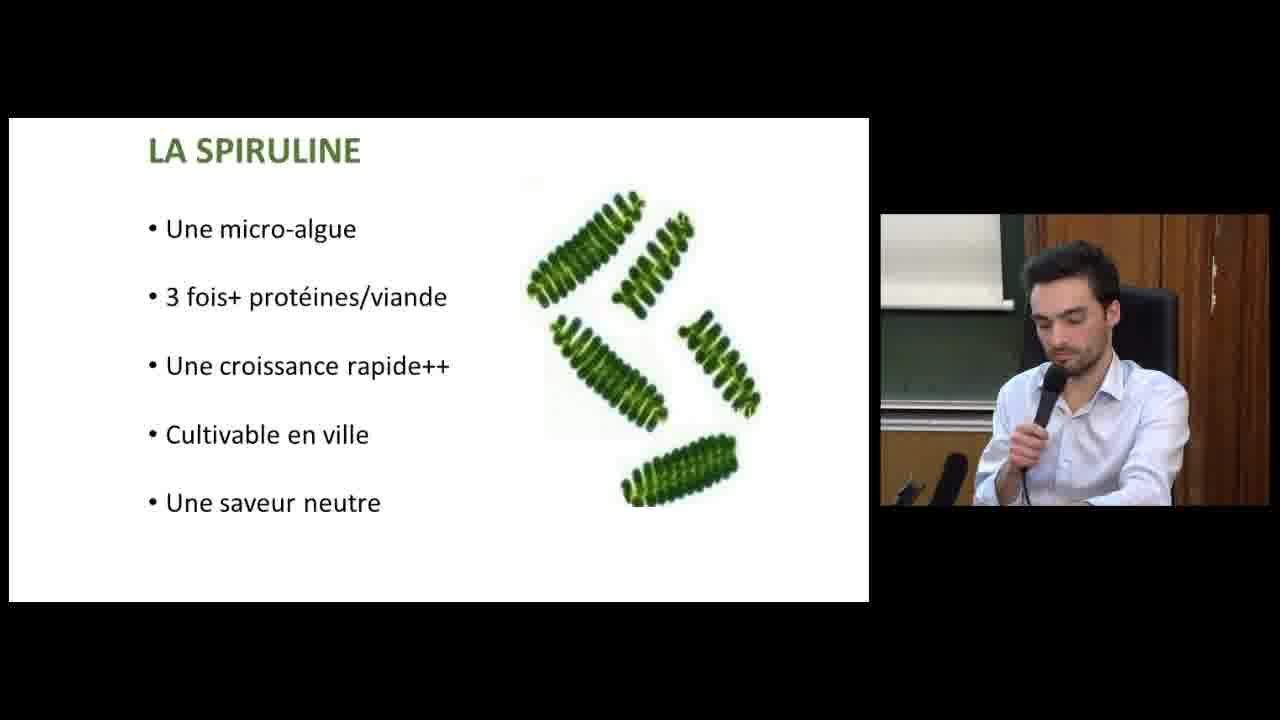 LA SPIRULINE
• Une micro-algue
• 3 fois+ protéines/viande
• Une croissance rapide++
• Cultivable en ville
• Une saveur neutre